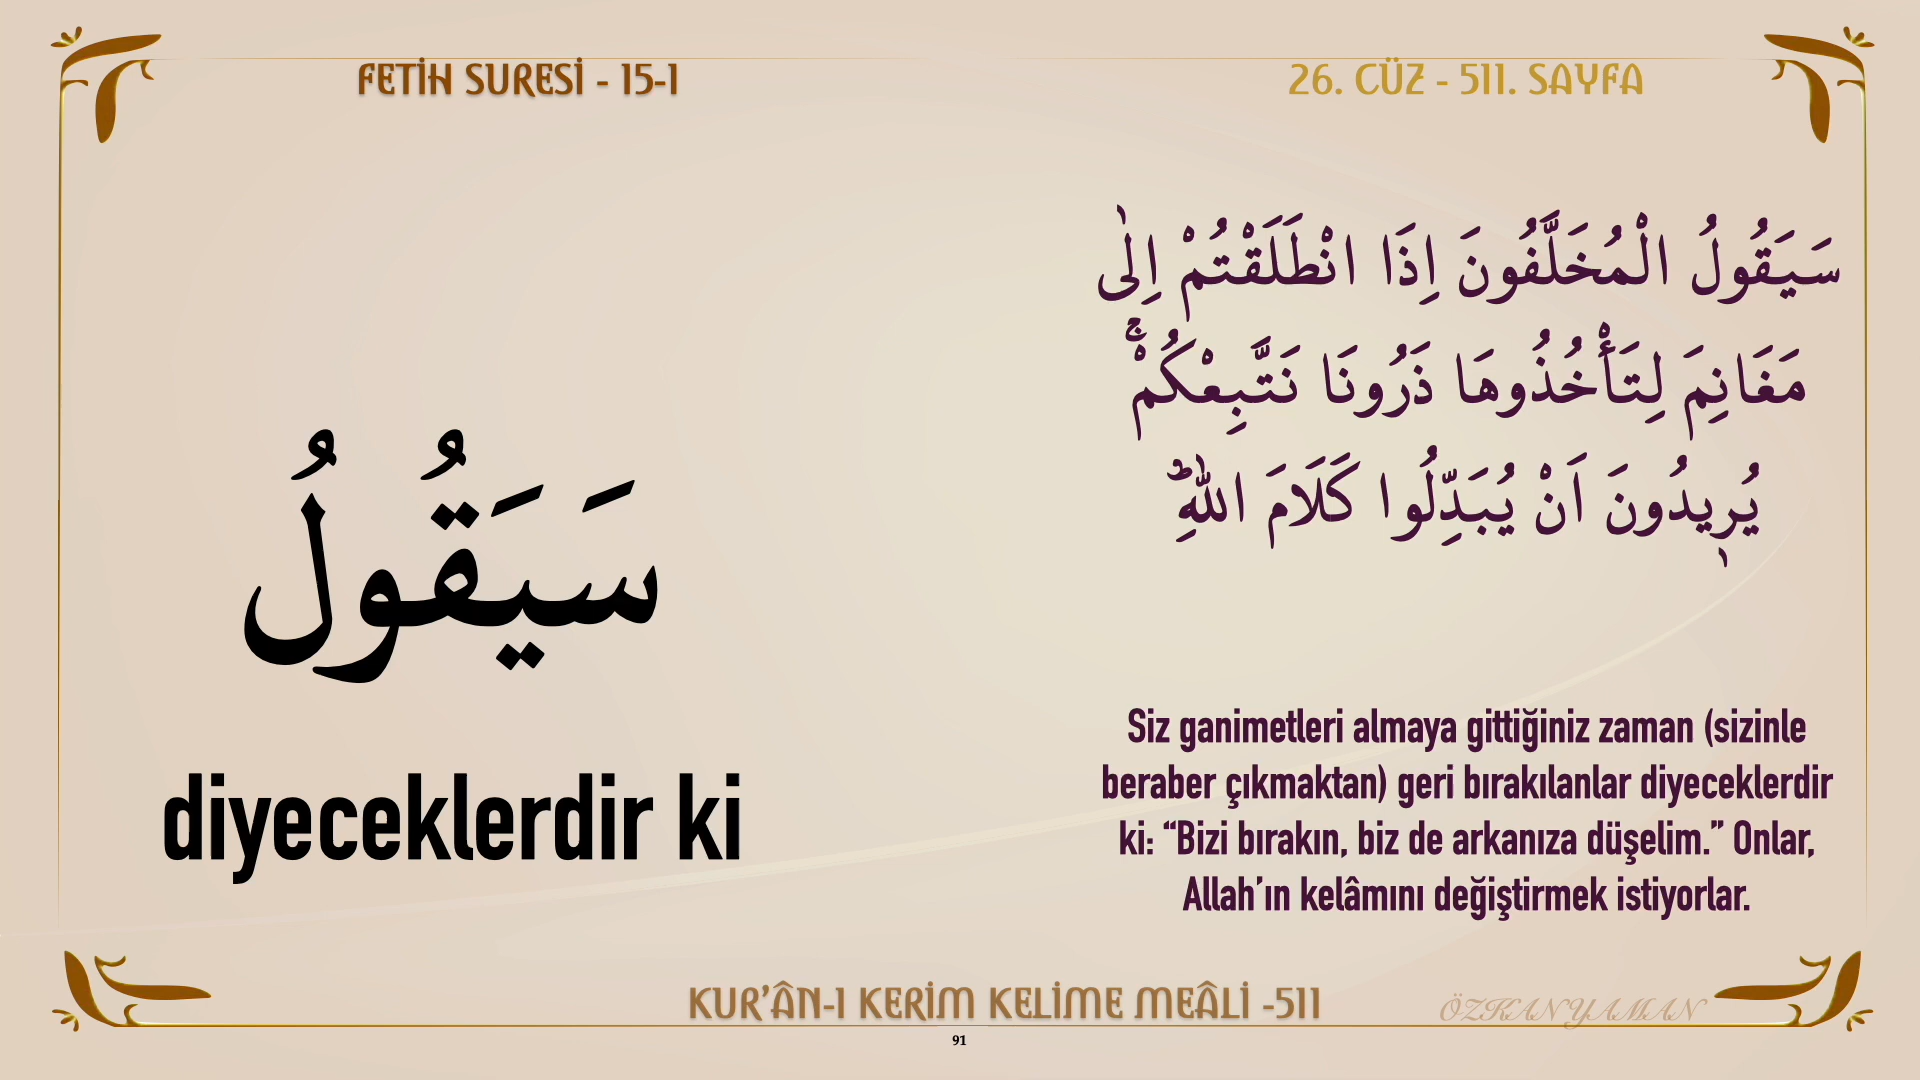 FETİH SURESİ - 15-1
26. CÜZ - 511. SAYFA
سَيَقُولُ الْمُخَلَّفُونَ اِذَا انْطَلَقْتُمْ اِلٰى
مَغَانِمَ لِتَأْخُذُوهَا ذَرُونَا نَتَّبِعْكُمْۚ
يُرٖيدُونَ اَنْ يُبَدِّلُوا كَلَامَ اللّٰهِؕ
سَيَقُولُ
diyeceklerdir ki
Siz ganimetleri almaya gittiğiniz zaman (sizinle
beraber çıkmaktan) geri bırakılanlar diyeceklerdir
ki: “Bizi bırakın, biz de arkanıza düşelim.” Onlar,
Allah’ın kelâmını değiştirmek istiyorlar.
KUR’ÂN-I KERİM KELİME MEÂLİ -511
ÖZKAN YAMAN
91